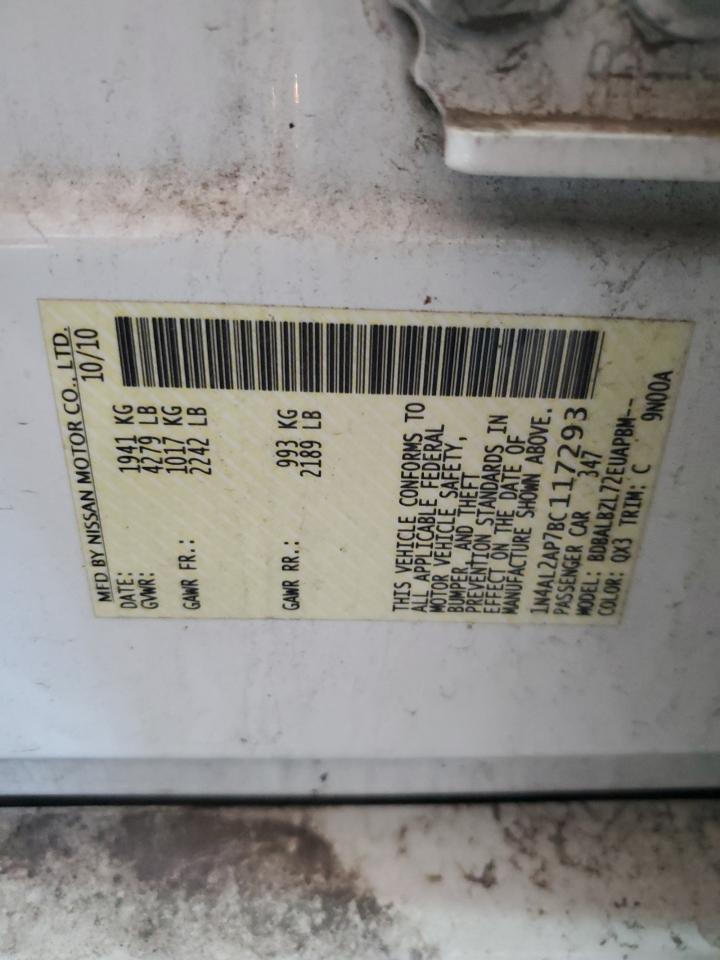 MFD BY NISSAN MOTOR CO., LTD.
DATE: 10/10
GVWR: 1941 KG
4279 LB
GAWR FR.: 1017 KG
2242 LB
GAWR RR.: 993 KG
2189 LB
THIS VEHICLE CONFORMS TO
ALL APPLICABLE FEDERAL
MOTOR VEHICLE SAFETY,
BUMPER, AND THEFT
PREVENTION STANDARDS IN
EFFECT ON THE DATE OF
MANUFACTURE SHOWN ABOVE.
1N4AL2AP7BC117293
PASSENGER CAR 347
MODEL: BDBALBZL72EUAPBM--
COLOR: QX3 TRIM: C 9N00A